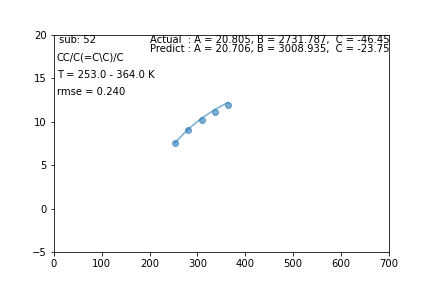 sub: 52
Actual : A = 20.805, B = 2731.787, C = -46.45
Predict : A = 20.706, B = 3008.935, C = -23.75
CC/C(=C\C)/C
T = 253.0 - 364.0 K
rmse = 0.240
20
15
10
5
0
−5
0 100 200 300 400 500 600 700